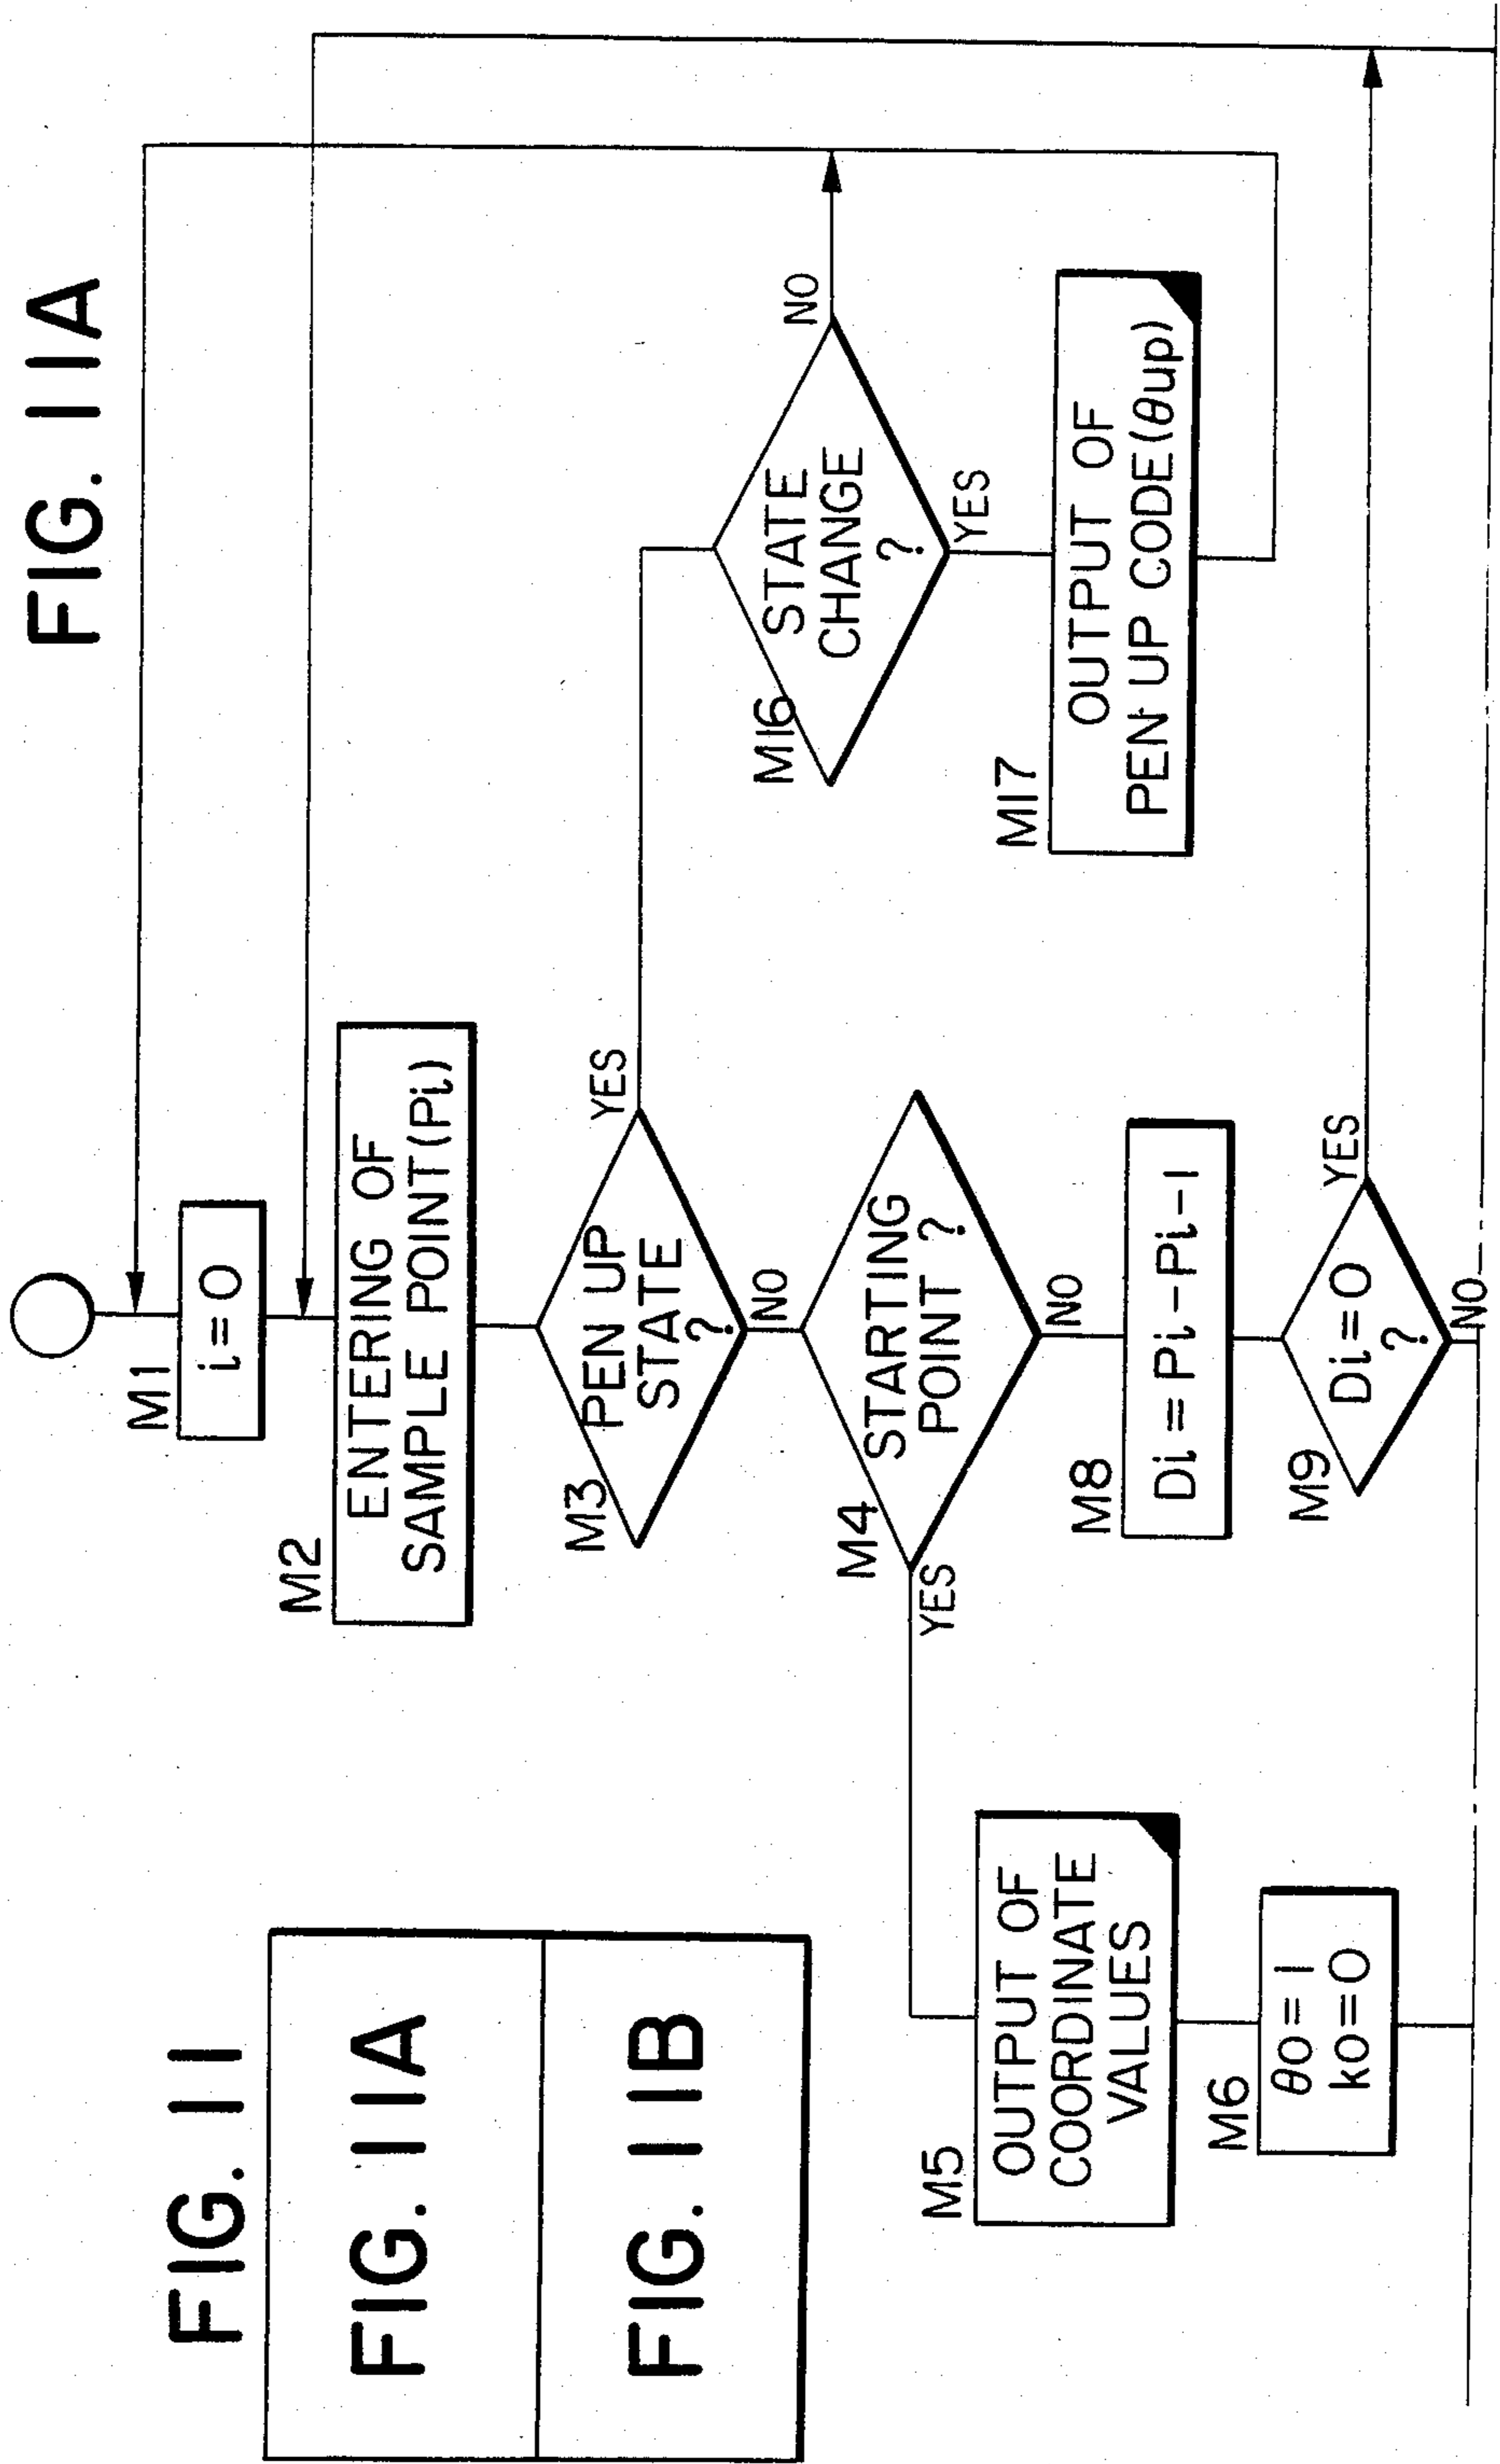 FIG. 11
FIG. 11A
FIG. 11B
FIG. 11A
M1
i=0
M2
ENTERING OF
SAMPLE POINT(Pi)
M3
PEN UP
STATE
?
YES
NO
M4
STARTING
POINT ?
YES
NO
M5
OUTPUT OF
COORDINATE
VALUES
M6
θ0=1
k0=0
M8
Di=Pi-Pi-1
M9
Di=0
?
YES
NO
M16
STATE
CHANGE
?
NO
YES
M17
OUTPUT OF
PEN UP CODE(θup)